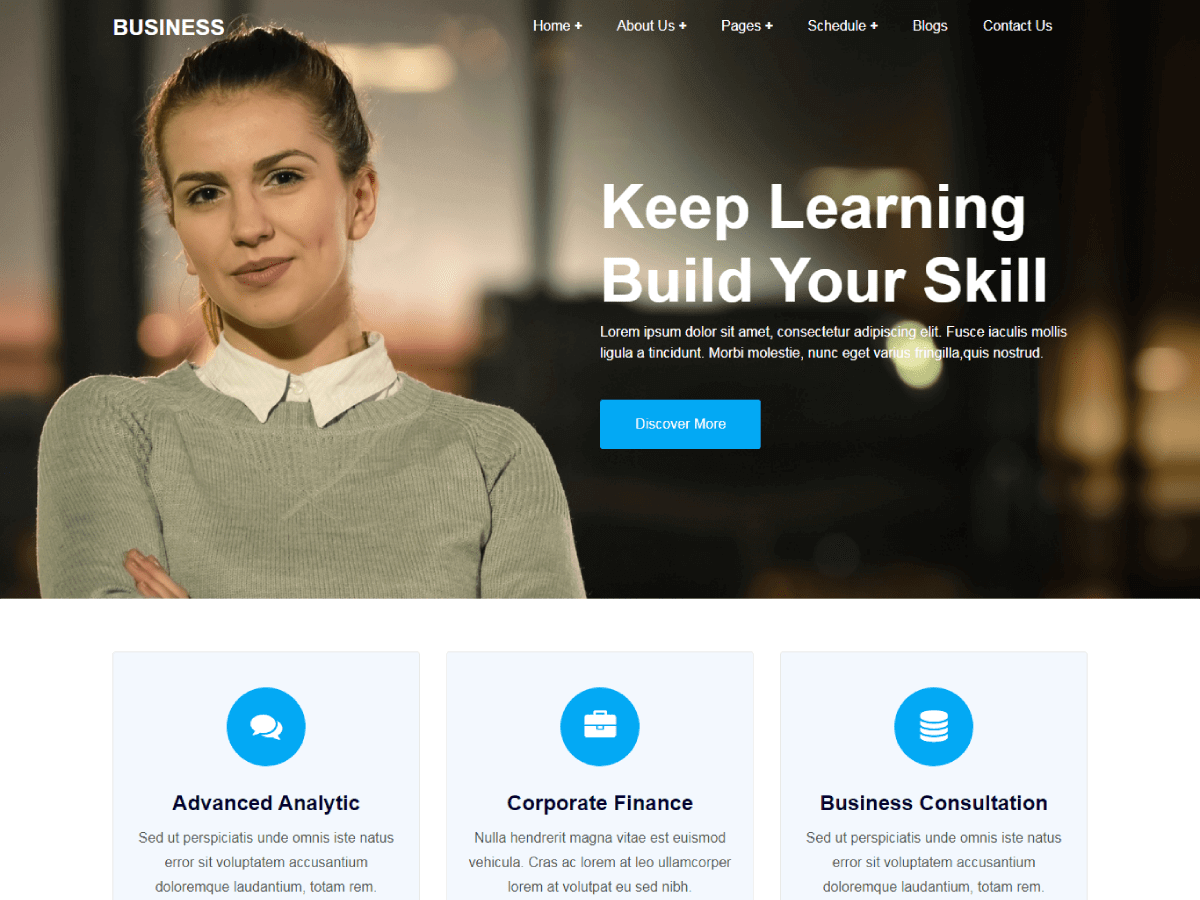 BUSINESS
Home + About Us + Pages + Schedule + Blogs Contact Us
Keep Learning
Build Your Skill
Lorem ipsum dolor sit amet, consectetur adipiscing elit. Fusce iaculis mollis
ligula a tincidunt. Morbi molestie, nunc eget varius fringilla,quis nostrud.
Discover More
Advanced Analytic
Sed ut perspiciatis unde omnis iste natus
error sit voluptatem accusantium
doloremque laudantium, totam rem.
Corporate Finance
Nulla hendrerit magna vitae est euismod
vehicula. Cras ac lorem at leo ullamcorper
lorem at volutpat eu sed nibh.
Business Consultation
Sed ut perspiciatis unde omnis iste natus
error sit voluptatem accusantium
doloremque laudantium, totam rem.